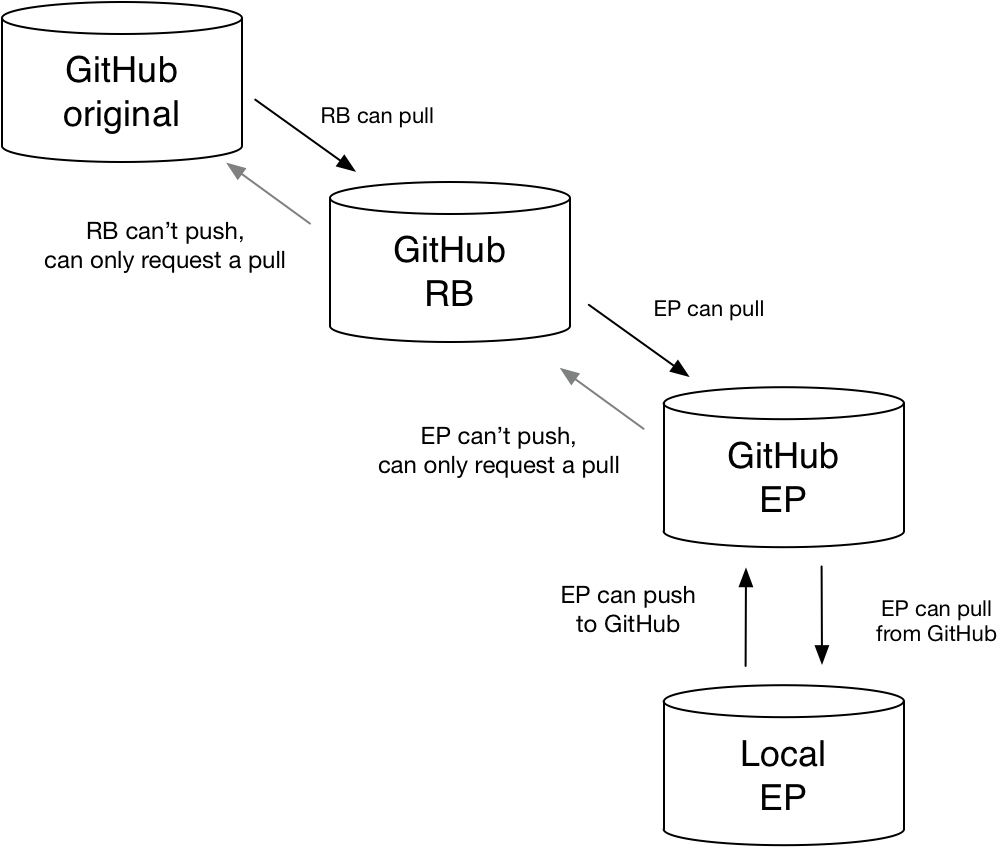 GitHub
original
RB can pull
RB can’t push,
can only request a pull
GitHub
RB
EP can pull
EP can’t push,
can only request a pull
GitHub
EP
EP can push
to GitHub
EP can pull
from GitHub
Local
EP